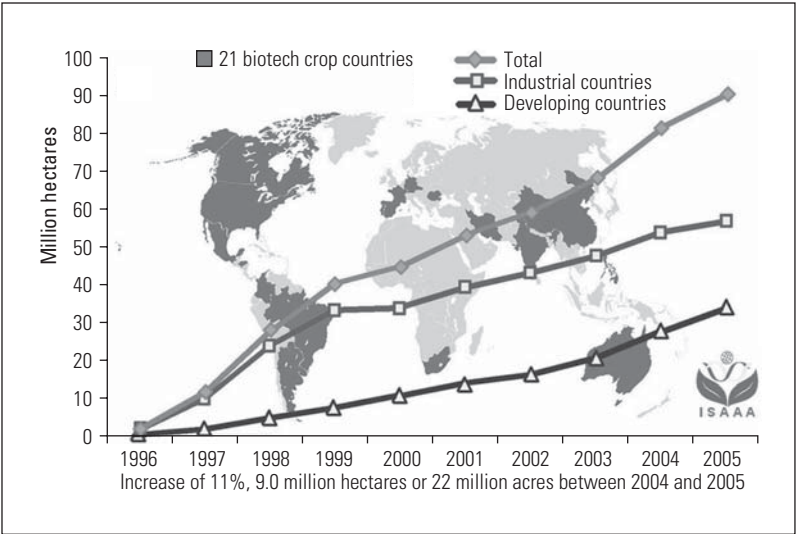 100
90
80
70
60
50
40
30
20
10
0
Million hectares
21 biotech crop countries
Total
Industrial countries
Developing countries
ISAAA
1996 1997 1998 1999 2000 2001 2002 2003 2004 2005
Increase of 11%, 9.0 million hectares or 22 million acres between 2004 and 2005